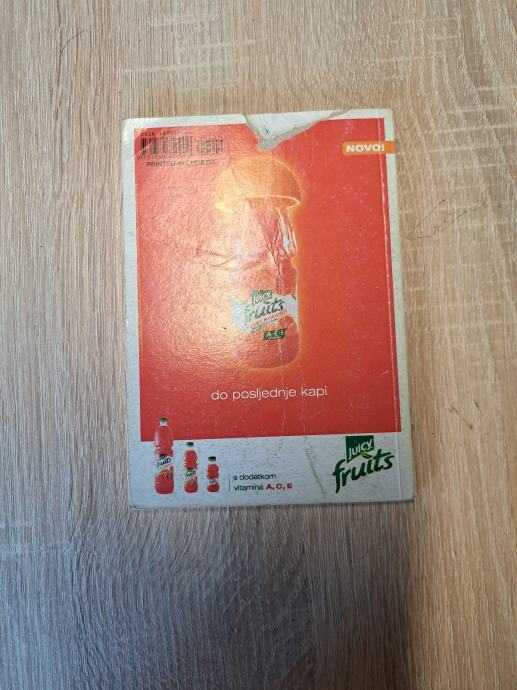 NOVO!
Juicy
fruits
A C E
do posljednje kapi
s dodatkom
vitamina A, C, E
Juicy
fruits